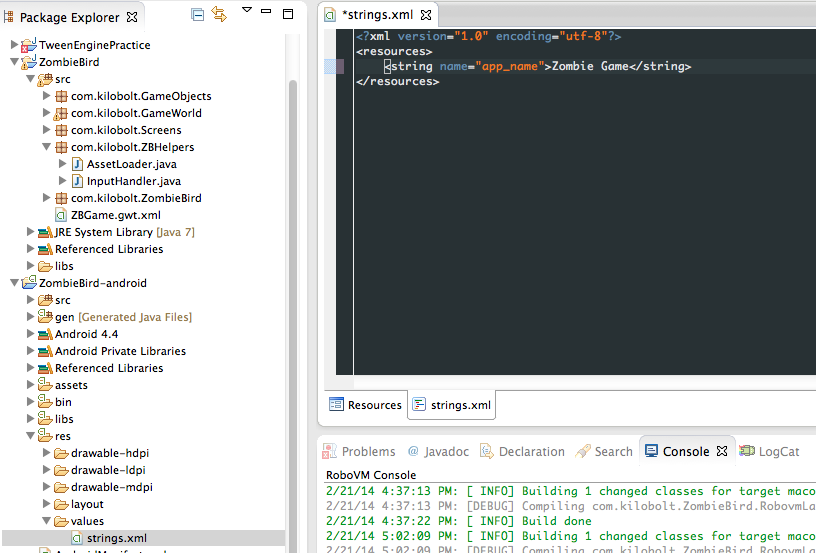 Package Explorer
TweenEnginePractice
ZombieBird
src
com.kilobolt.GameObjects
com.kilobolt.GameWorld
com.kilobolt.Screens
com.kilobolt.ZBHelpers
AssetLoader.java
InputHandler.java
com.kilobolt.ZombieBird
ZBGame.gwt.xml
JRE System Library [Java 7]
Referenced Libraries
libs
ZombieBird-android
src
gen [Generated Java Files]
Android 4.4
Android Private Libraries
Referenced Libraries
assets
bin
libs
res
drawable-hdpi
drawable-ldpi
drawable-mdpi
layout
values
strings.xml
*strings.xml
<?xml version="1.0" encoding="utf-8"?>
<resources>
<string name="app_name">Zombie Game</string>
</resources>
Resources strings.xml
Problems @ Javadoc Declaration Search Console LogCat
RoboVM Console
2/21/14 4:37:13 PM: [ INFO] Building 1 changed classes for target maco
2/21/14 4:37:13 PM: [DEBUG] Compiling com.kilobolt.ZombieBird.RobovmLa
2/21/14 4:37:22 PM: [ INFO] Build done
2/21/14 5:02:09 PM: [ INFO] Building 1 changed classes for target maco
2/21/14 5:02:09 PM: [DEBUG] Compiling com.kilobolt.ZombieBird.RobovmLa